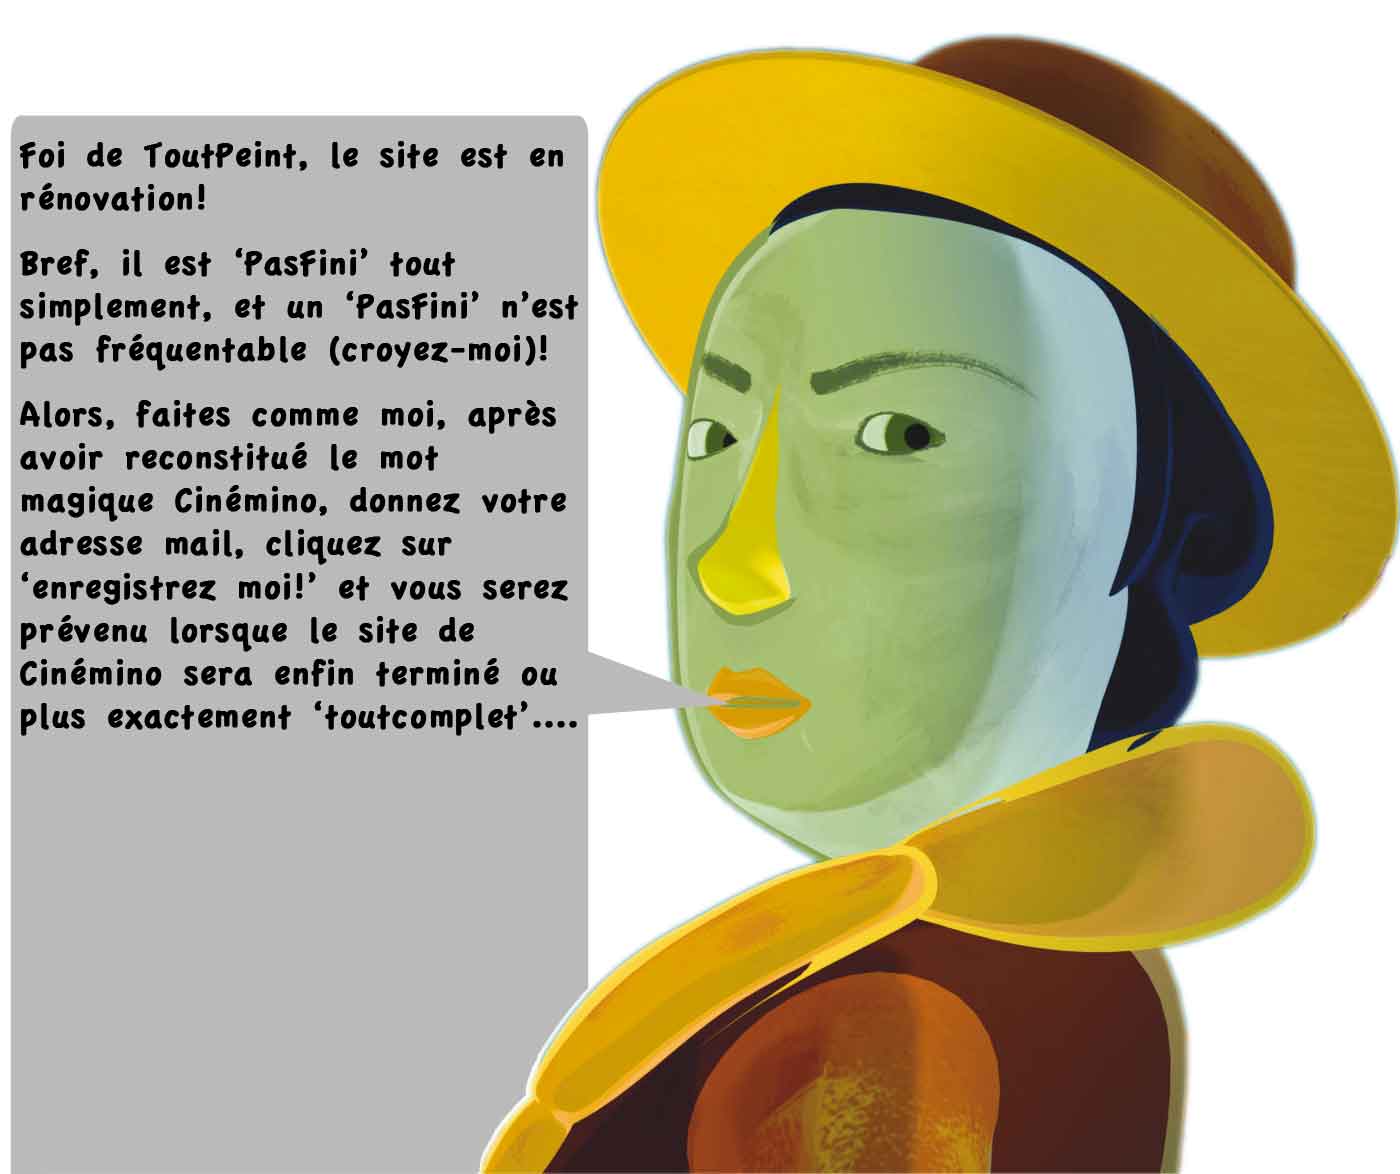 Foi de ToutPeint, le site est en
rénovation!
Bref, il est ‘PasFini’ tout
simplement, et un ‘PasFini’ n’est
pas fréquentable (croyez-moi)!
Alors, faites comme moi, après
avoir reconstitué le mot
magique Cinémino, donnez votre
adresse mail, cliquez sur
‘enregistrez moi!’ et vous serez
prévenu lorsque le site de
Cinémino sera enfin terminé ou
plus exactement ‘toutcomplet’....